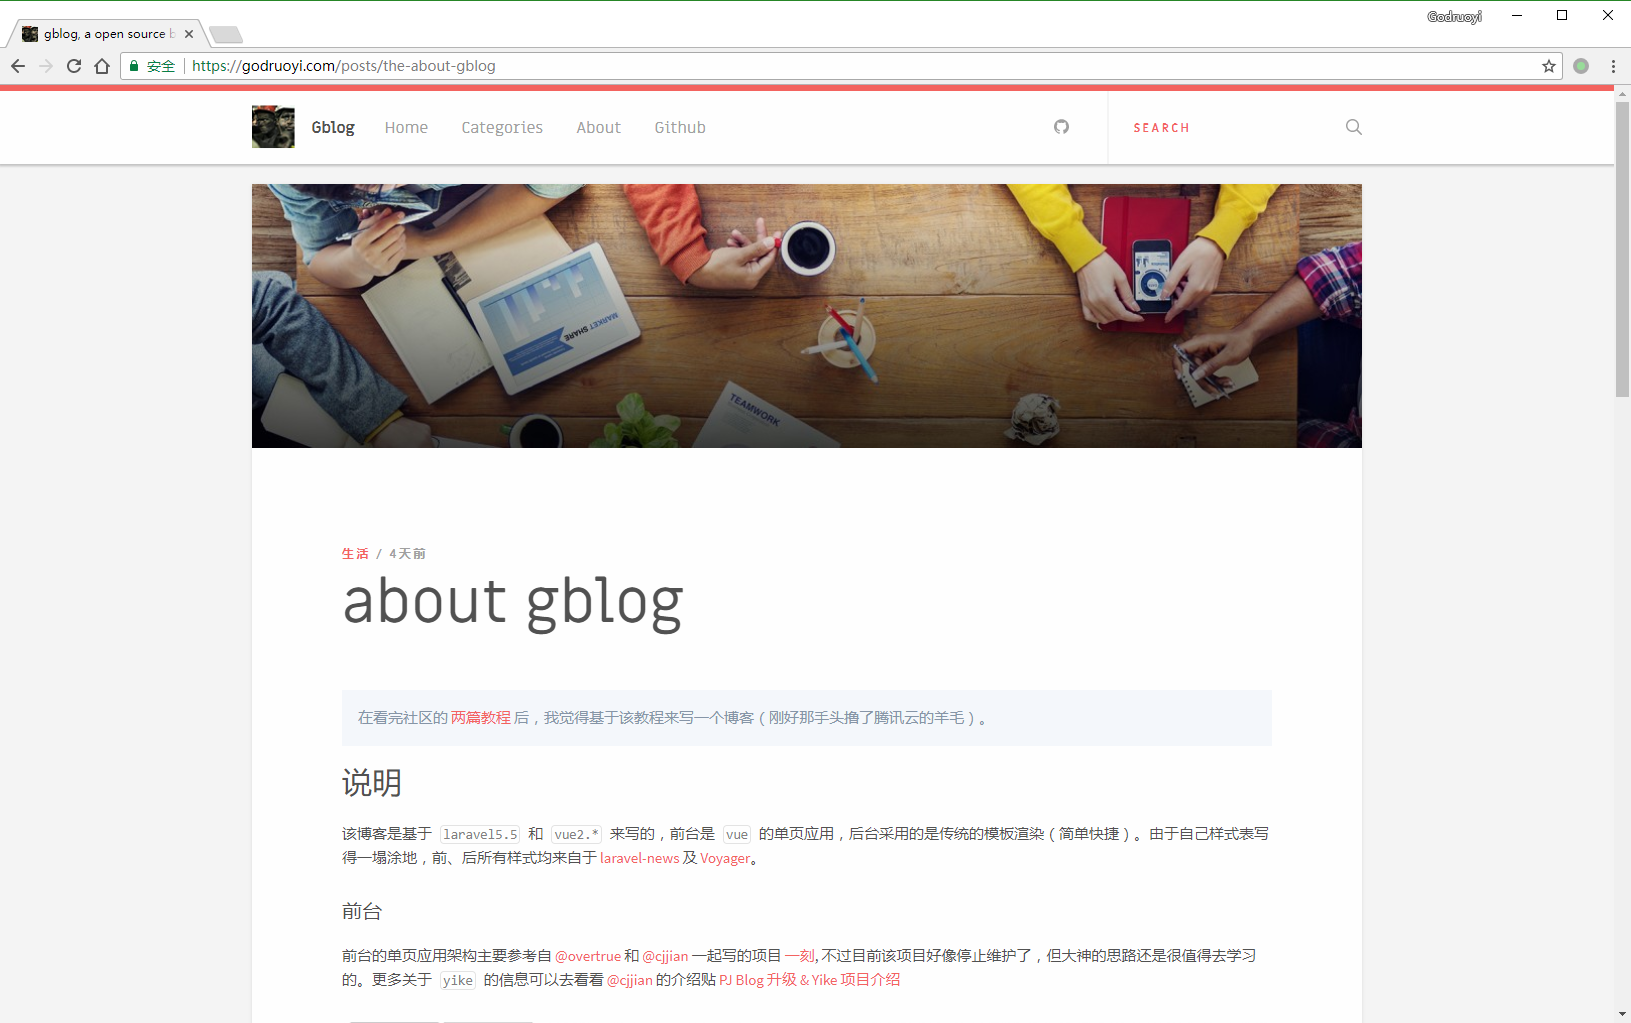 Godruoyi
gblog, a open source b
安全 https://godruoyi.com/posts/the-about-gblog
Gblog Home Categories About Github SEARCH
MARKET SHARE
TEAMWORK
生活 / 4天前
about gblog
在看完社区的 两篇教程 后，我觉得基于该教程来写一个博客（刚好那手头撸了腾讯云的羊毛）。
说明
该博客是基于 laravel5.5 和 vue2.* 来写的，前台是 vue 的单页应用，后台采用的是传统的模板渲染（简单快捷）。由于自己样式表写
得一塌涂地，前、后所有样式均来自于 laravel-news 及 Voyager。
前台
前台的单页应用架构主要参考自 @overtrue 和 @cjjian 一起写的项目 一刻, 不过目前该项目好像停止维护了，但大神的思路还是很值得去学习
的。更多关于 yike 的信息可以去看看 @cjjian 的介绍贴 PJ Blog 升级 & Yike 项目介绍